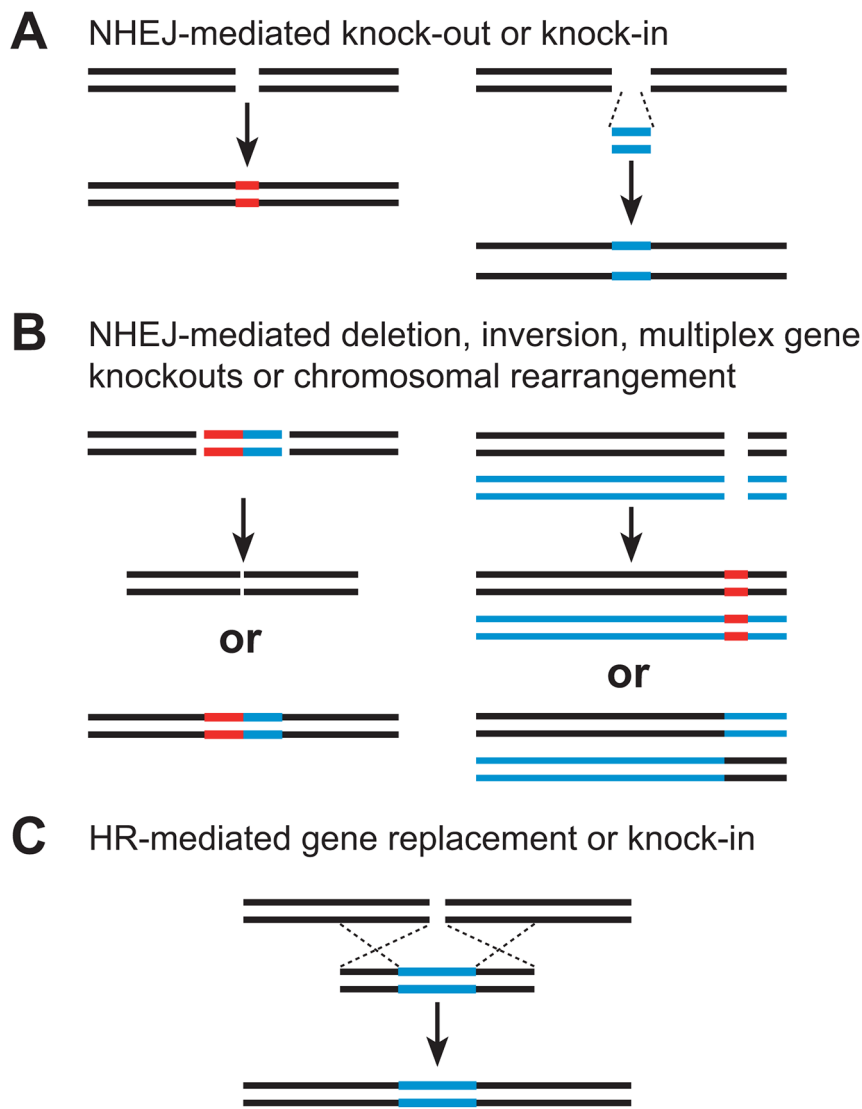 A NHEJ-mediated knock-out or knock-in
B NHEJ-mediated deletion, inversion, multiplex gene
knockouts or chromosomal rearrangement
or
or
C HR-mediated gene replacement or knock-in